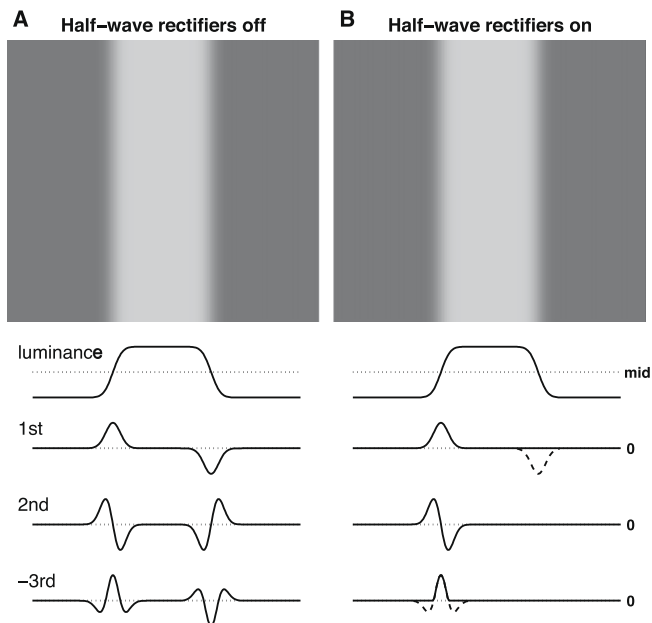 A Half–wave rectifiers off
B Half–wave rectifiers on
luminance
mid
1st
0
2nd
0
–3rd
0